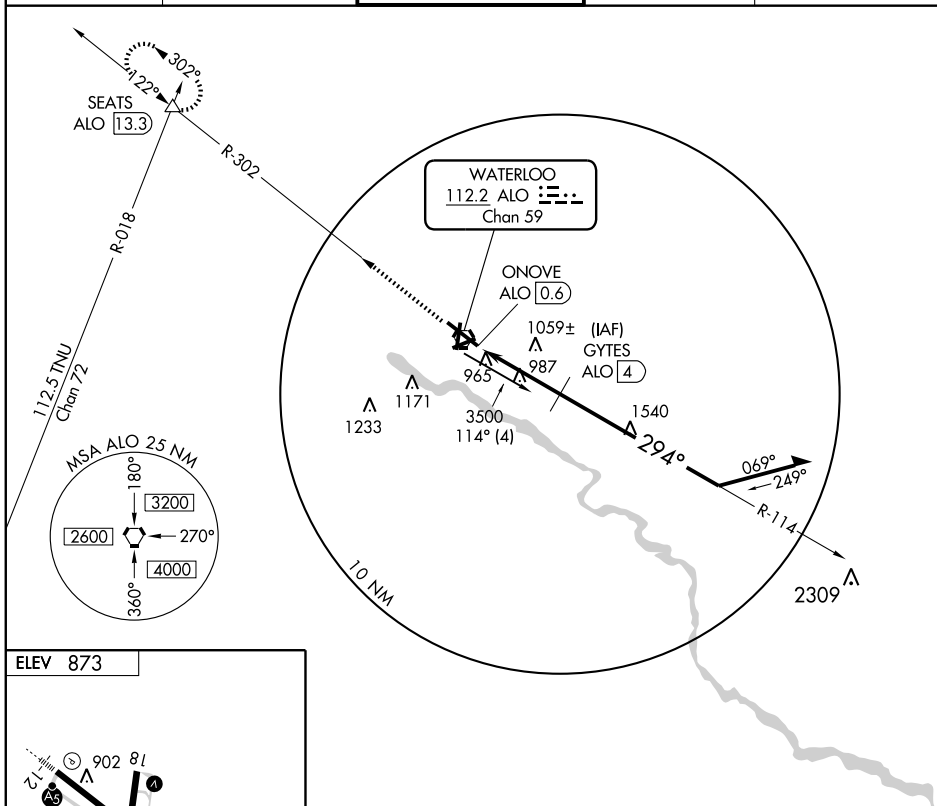 302°
122°
SEATS
ALO 13.3
R-302
R-018
112.5 TNU
Chan 72
WATERLOO
112.2 ALO
Chan 59
ONOVE
ALO 0.6
1059± (IAF)
GYTES
ALO 4
987
965
1171
1233
3500
114° (4)
1540
294°
069°
249°
R-114
2309
10 NM
MSA ALO 25 NM
180°
3200
2600
270°
4000
360°
ELEV 873
P
902
18
12
V
A5